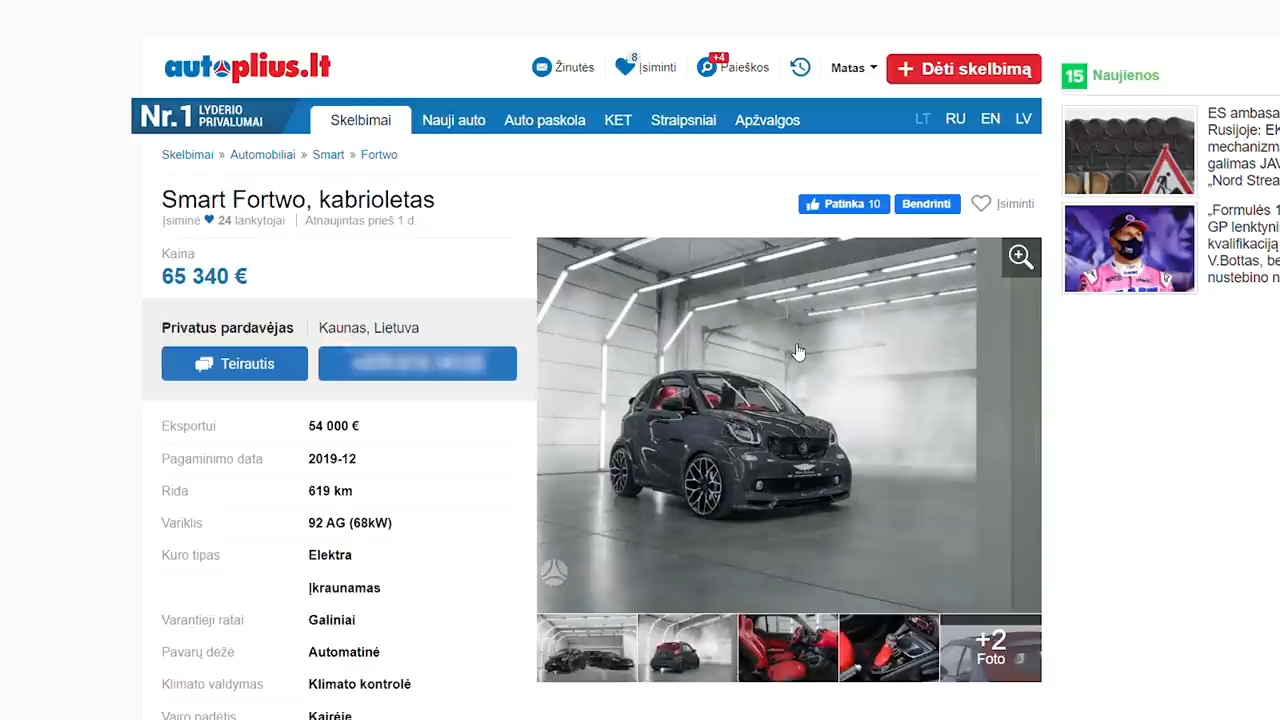 autoplius.lt
Žinutės
8
Įsiminti
+4
Paieškos
Matas
+ Dėti skelbimą
Nr.1 LYDERIO
PRIVALUMAI
Skelbimai
Nauji auto
Auto paskola
KET
Straipsniai
Apžvalgos
LT
RU
EN
LV
Skelbimai » Automobiliai » Smart » Fortwo
Smart Fortwo, kabrioletas
Įsiminė 24 lankytojai | Atnaujintas prieš 1 d.
Patinka 10
Bendrinti
Įsiminti
Kaina
65 340 €
Privatus pardavėjas
Kaunas, Lietuva
Teirautis
Eksportui 54 000 €
Pagaminimo data 2019-12
Rida 619 km
Variklis 92 AG (68kW)
Kuro tipas Elektra
Įkraunamas
Varantieji ratai Galiniai
Pavarų dėžė Automatinė
Klimato valdymas Klimato kontrolė
Vairo padėtis Kairėje
+2
Foto
15 Naujienos
ES ambasa
Rusijoje: EK
mechanizm
galimas JAV
„Nord Strea
„Formulės 1
GP lenktynin
kvalifikaciją
V.Bottas, be
nustebino n